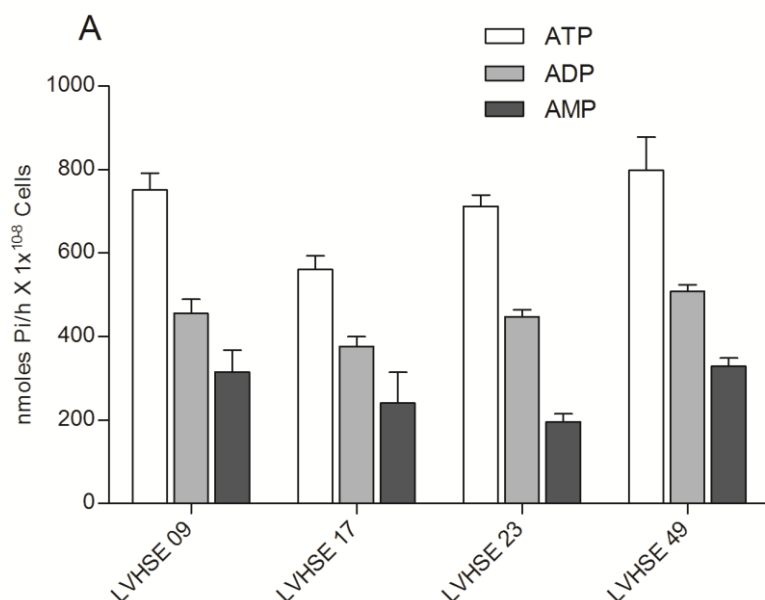 A
ATP
ADP
AMP
1000
800
600
400
200
0
nmoles Pi/h X 1x10-8 Cells
LVHSE 09
LVHSE 17
LVHSE 23
LVHSE 49